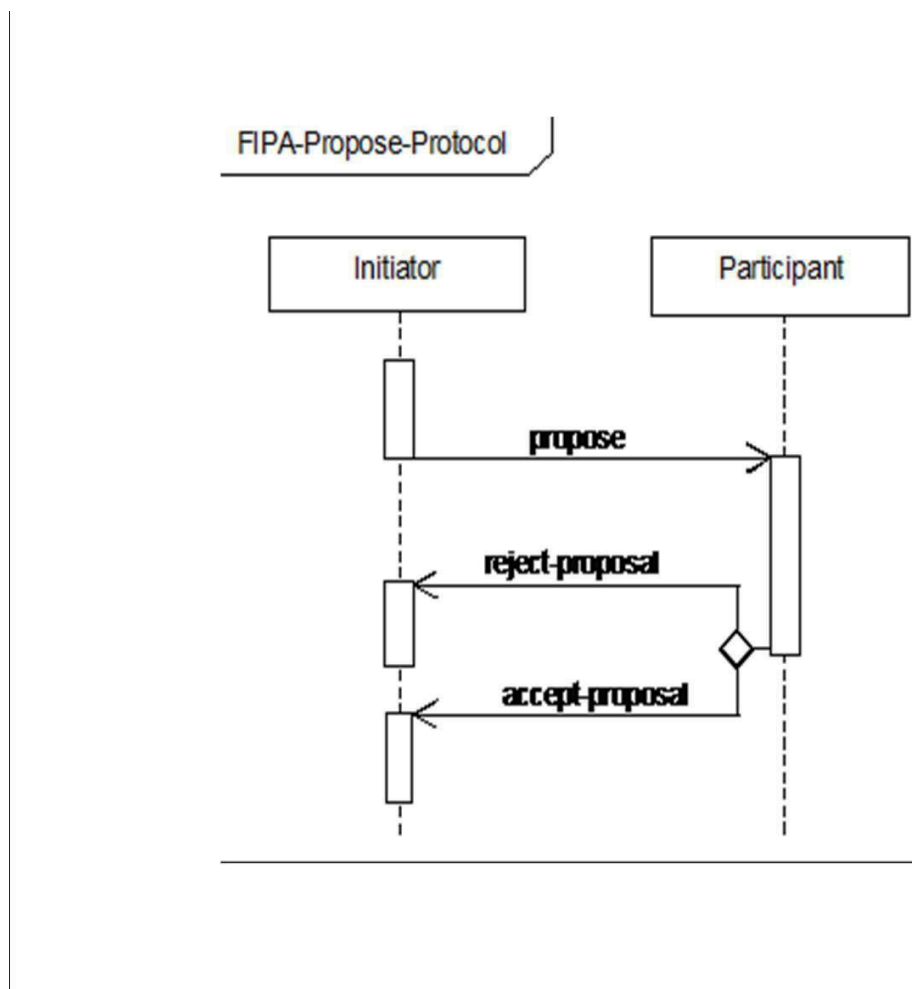 FIPA-Propose-Protocol
Initiator
Participant
propose
reject-proposal
accept-proposal